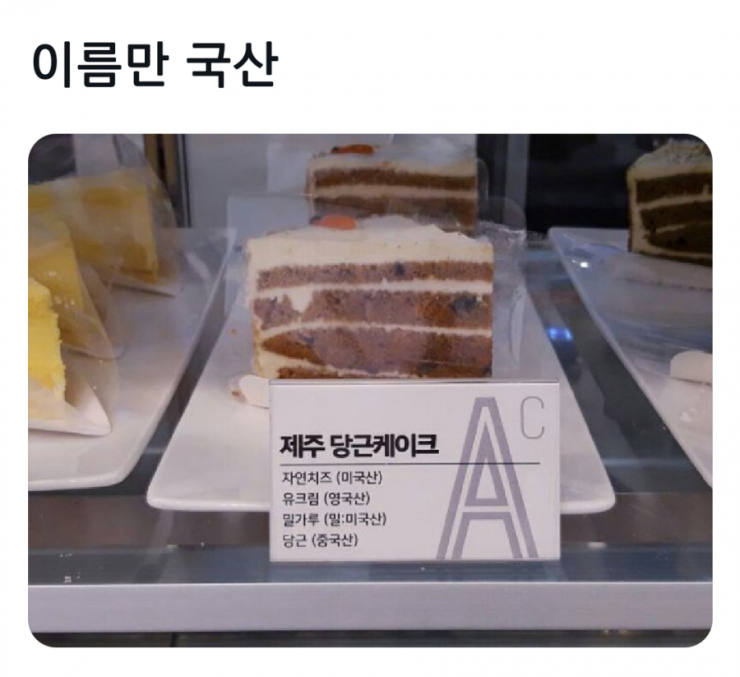 이름만 국산
제주 당근케이크
자연치즈 (미국산)
유크림 (영국산)
밀가루 (밀:미국산)
당근 (중국산)
AC